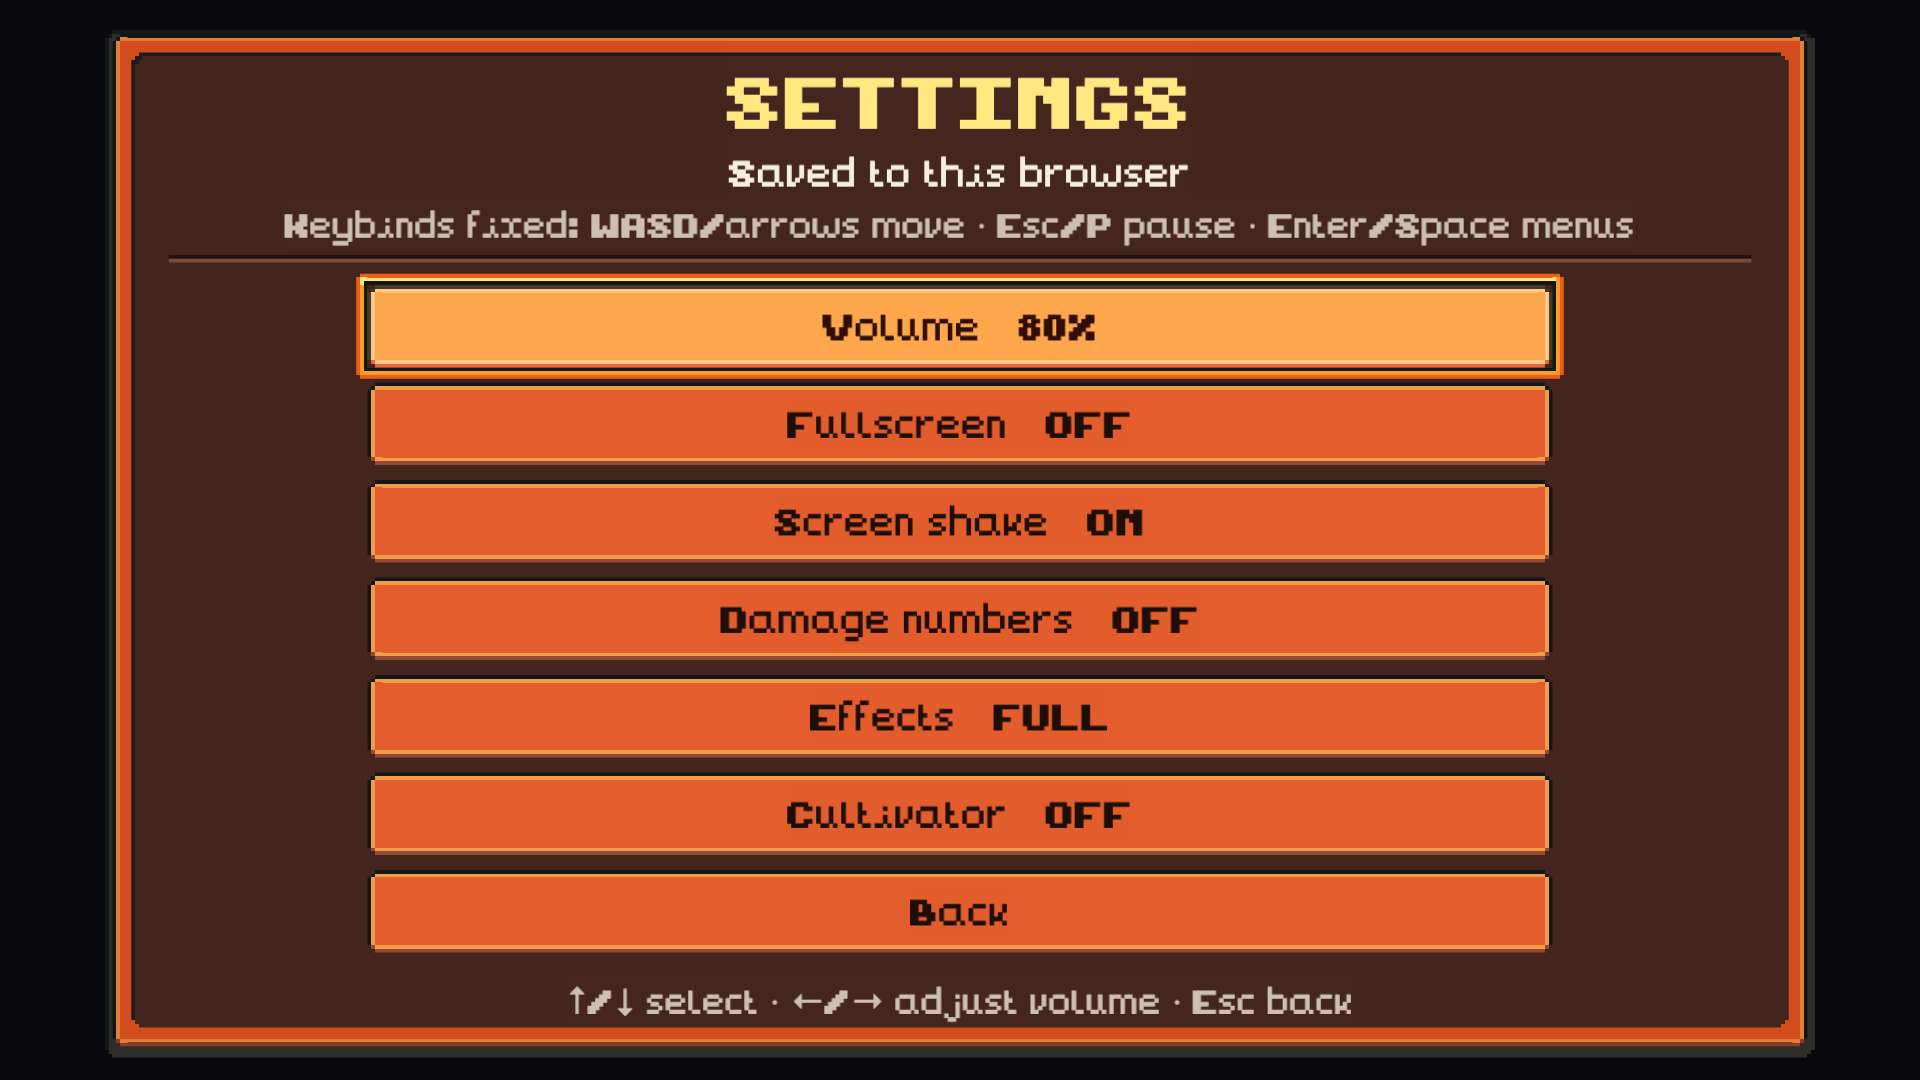 SETTINGS
Saved to this browser
Keybinds fixed: WASD/arrows move · Esc/P pause · Enter/Space menus
Volume 80%
Fullscreen OFF
Screen shake ON
Damage numbers OFF
Effects FULL
Cultivator OFF
Back
↑/↓ select · ←/→ adjust volume · Esc back